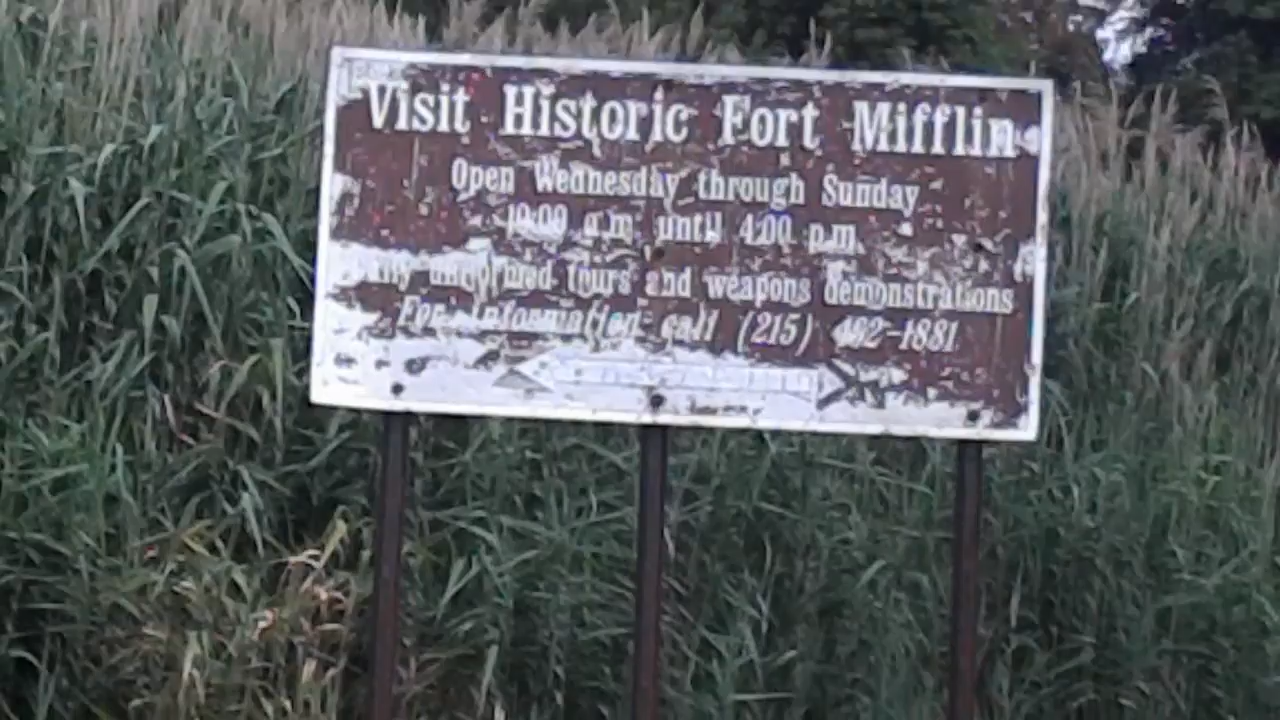 Visit Historic Fort Mifflin
Open Wednesday through Sunday
10:00 a.m. until 4:00 p.m.
uniformed tours and weapons demonstrations
For information call (215) 492-1881